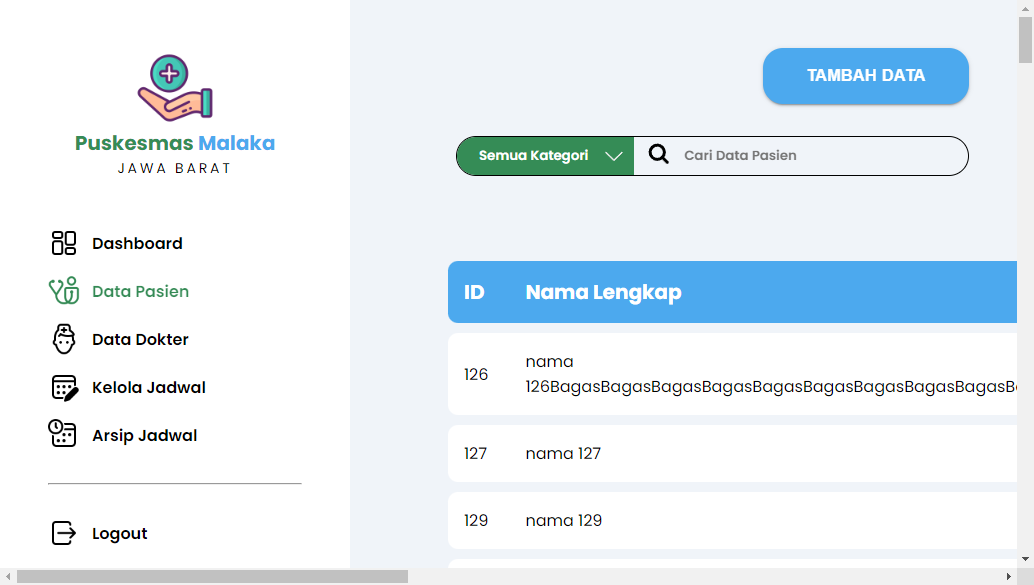 Puskesmas Malaka
JAWA BARAT
Dashboard
Data Pasien
Data Dokter
Kelola Jadwal
Arsip Jadwal
Logout
TAMBAH DATA
Semua Kategori
Cari Data Pasien
ID Nama Lengkap
126 nama
126BagasBagasBagasBagasBagasBagasBagasBagasBagasB
127 nama 127
129 nama 129